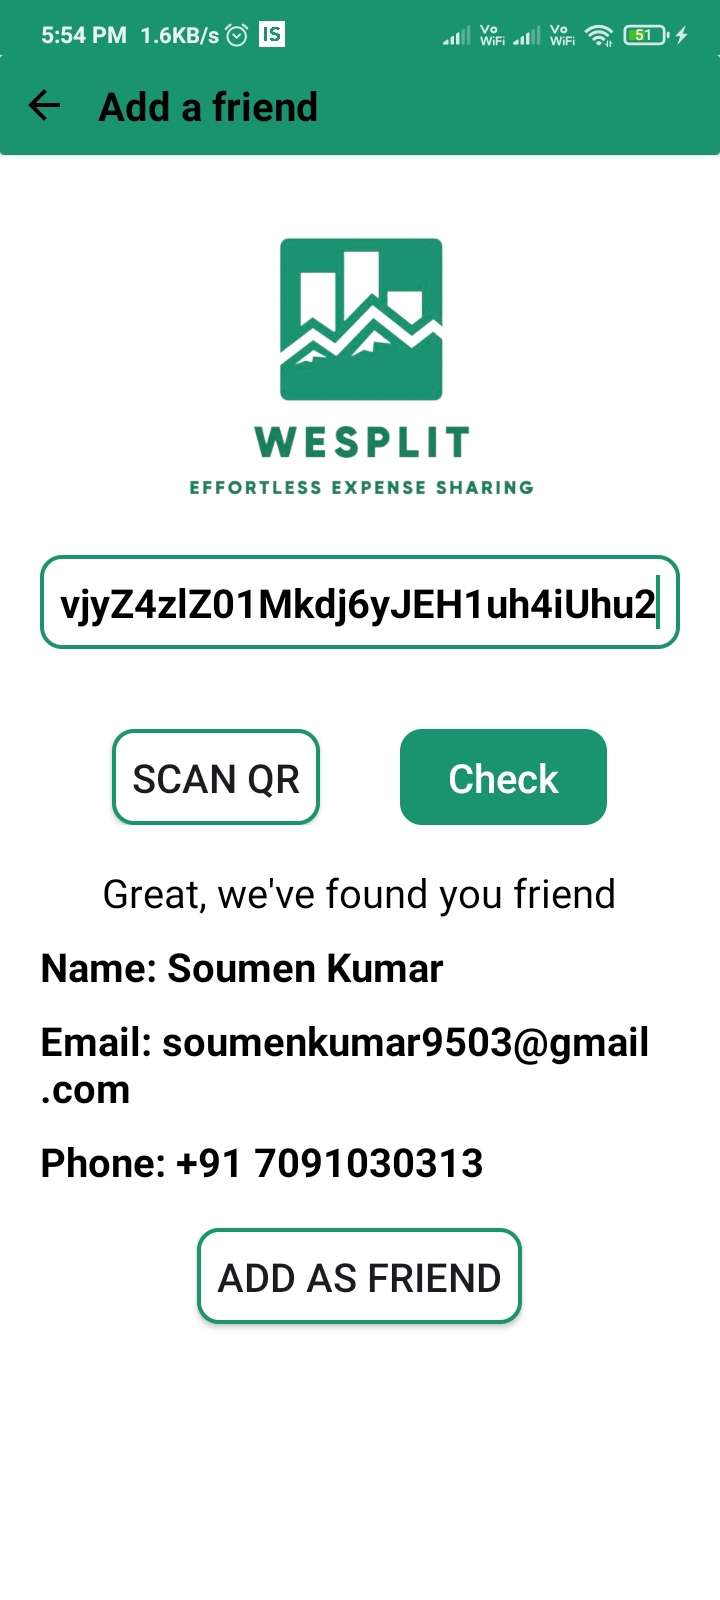 5:54 PM 1.6KB/s IS Vo WiFi Vo WiFi 51
Add a friend
WESPLIT
EFFORTLESS EXPENSE SHARING
vjyZ4zlZ01Mkdj6yJEH1uh4iUhu2
SCAN QR Check
Great, we've found you friend
Name: Soumen Kumar
Email: soumenkumar9503@gmail
.com
Phone: +91 7091030313
ADD AS FRIEND